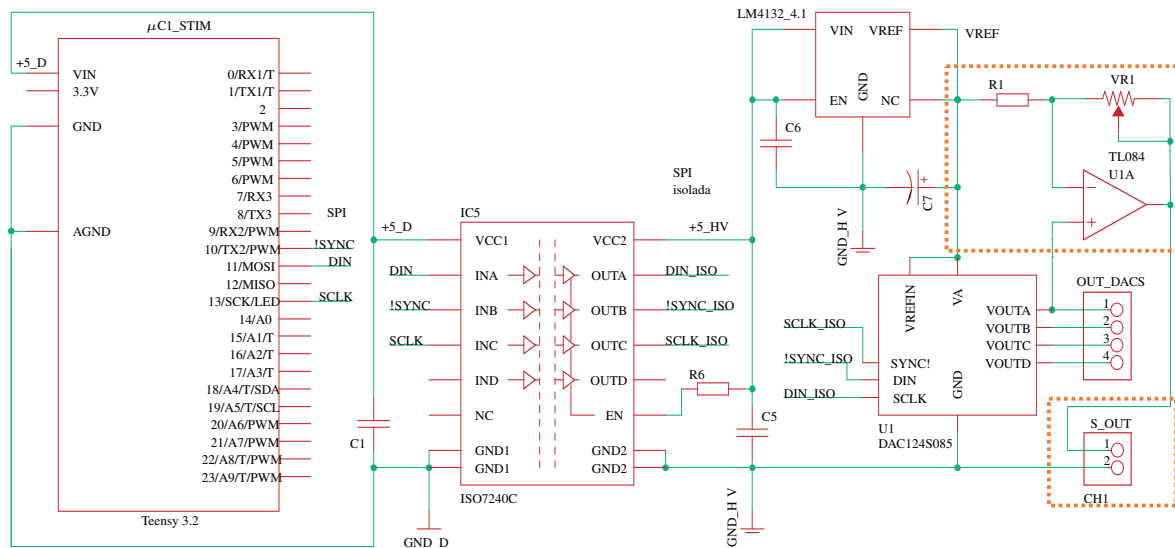 μC1_STIM
+5_D
VIN
3.3V
GND
AGND
0/RX1/T
1/TX1/T
2
3/PWM
4/PWM
5/PWM
6/PWM
7/RX3
8/TX3
9/RX2/PWM
10/TX2/PWM
11/MOSI
12/MISO
13/SCK/LED
14/A0
15/A1/T
16/A2/T
17/A3/T
18/A4/T/SDA
19/A5/T/SCL
20/A6/PWM
21/A7/PWM
22/A8/T/PWM
23/A9/T/PWM
Teensy 3.2
SPI
!SYNC
DIN
SCLK
C1
+5_D
DIN
!SYNC
SCLK
IC5
VCC1
INA
INB
INC
IND
NC
GND1
GND1
VCC2
OUTA
OUTB
OUTC
OUTD
EN
GND2
GND2
ISO7240C
GND_D
SPI
isolada
+5_HV
DIN_ISO
!SYNC_ISO
SCLK_ISO
R6
C5
GND_H V
LM4132_4.1
VIN
VREF
GND
EN
NC
VREF
C6
C7
GND_H V
R1
VR1
TL084
U1A
VREFIN
VA
VOUTA
VOUTB
VOUTC
VOUTD
SYNC!
DIN
SCLK
GND
SCLK_ISO
!SYNC_ISO
DIN_ISO
U1
DAC124S085
OUT_DACS
1
2
3
4
S_OUT
1
2
CH1